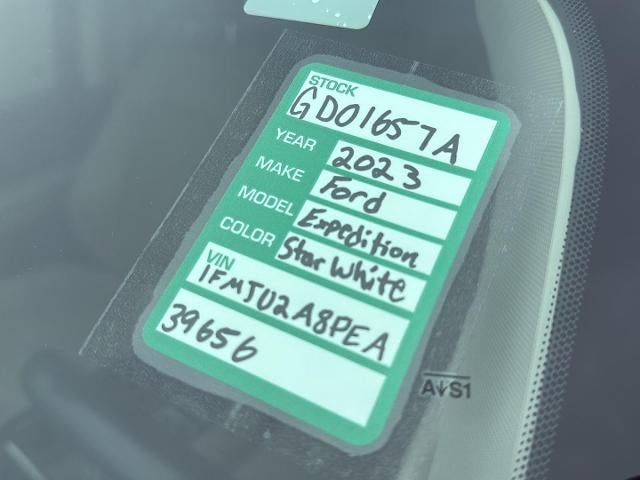 STOCK
GD01657A
YEAR 2023
MAKE Ford
MODEL Expedition
COLOR Star White
VIN
1FMJU2A8PEA
39656
A↓S1